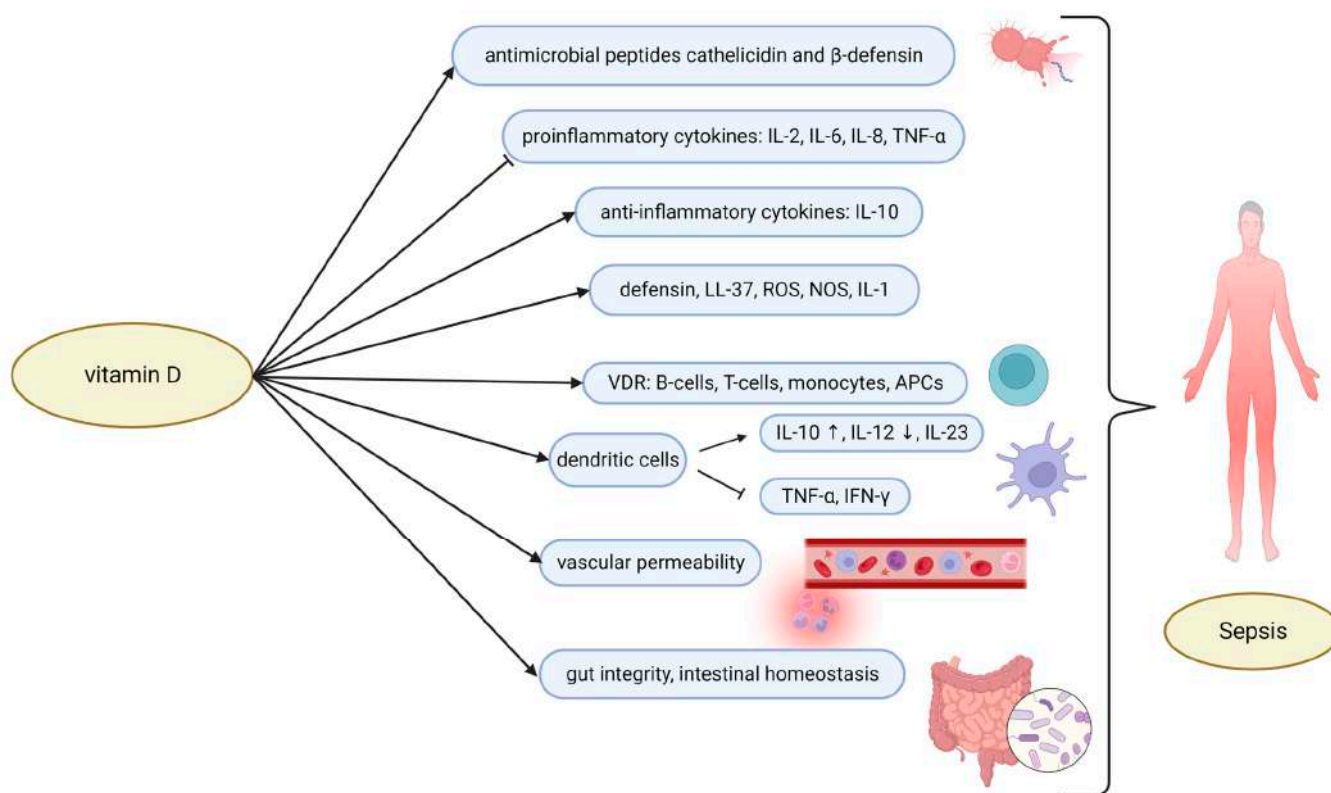 antimicrobial peptides cathelicidin and β-defensin
proinflammatory cytokines: IL-2, IL-6, IL-8, TNF-α
anti-inflammatory cytokines: IL-10
defensin, LL-37, ROS, NOS, IL-1
vitamin D
VDR: B-cells, T-cells, monocytes, APCs
IL-10 ↑, IL-12 ↓, IL-23
dendritic cells
TNF-α, IFN-γ
vascular permeability
Sepsis
gut integrity, intestinal homeostasis